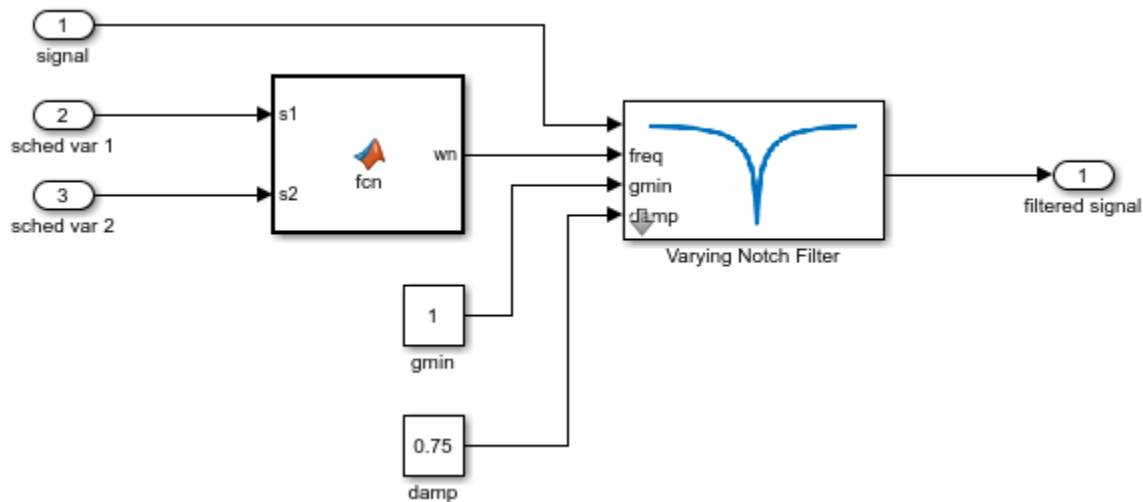 1
signal
2
sched var 1
3
sched var 2
s1
s2
fcn
wn
freq
gmin
damp
Varying Notch Filter
1
filtered signal
1
gmin
0.75
damp